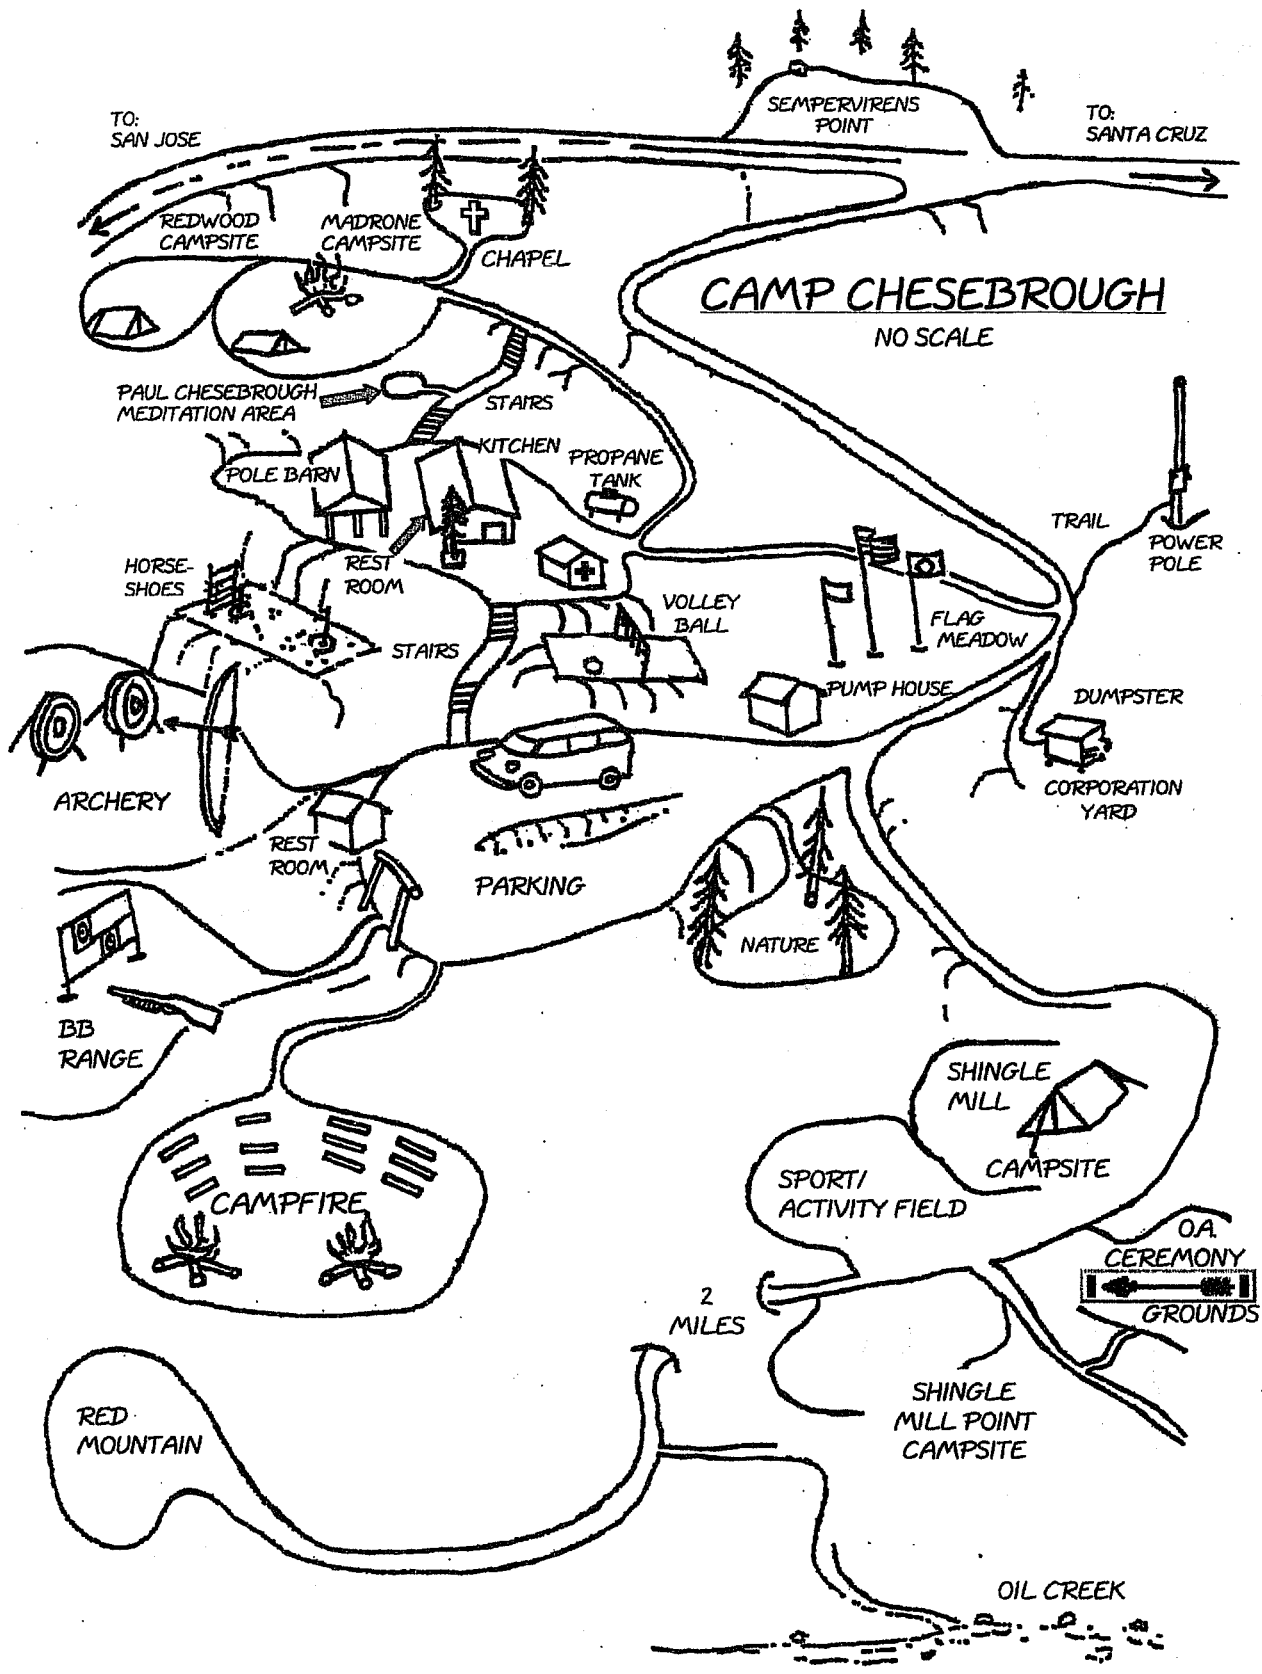 TO:
SAN JOSE
SEMPERVIRENS
POINT
TO:
SANTA CRUZ
REDWOOD
CAMPSITE
MADRONE
CAMPSITE
CHAPEL
CAMP CHESEBROUGH
NO SCALE
PAUL CHESEBROUGH
MEDITATION AREA
STAIRS
KITCHEN
POLE BARN
PROPANE
TANK
TRAIL
POWER
POLE
HORSE-
SHOES
REST
ROOM
VOLLEY
BALL
FLAG
MEADOW
STAIRS
PUMP HOUSE
DUMPSTER
CORPORATION
YARD
ARCHERY
REST
ROOM
PARKING
NATURE
BB
RANGE
SHINGLE
MILL
CAMPSITE
SPORT/
ACTIVITY FIELD
CAMPFIRE
O.A.
CEREMONY
GROUNDS
2
MILES
SHINGLE
MILL POINT
CAMPSITE
RED
MOUNTAIN
OIL CREEK